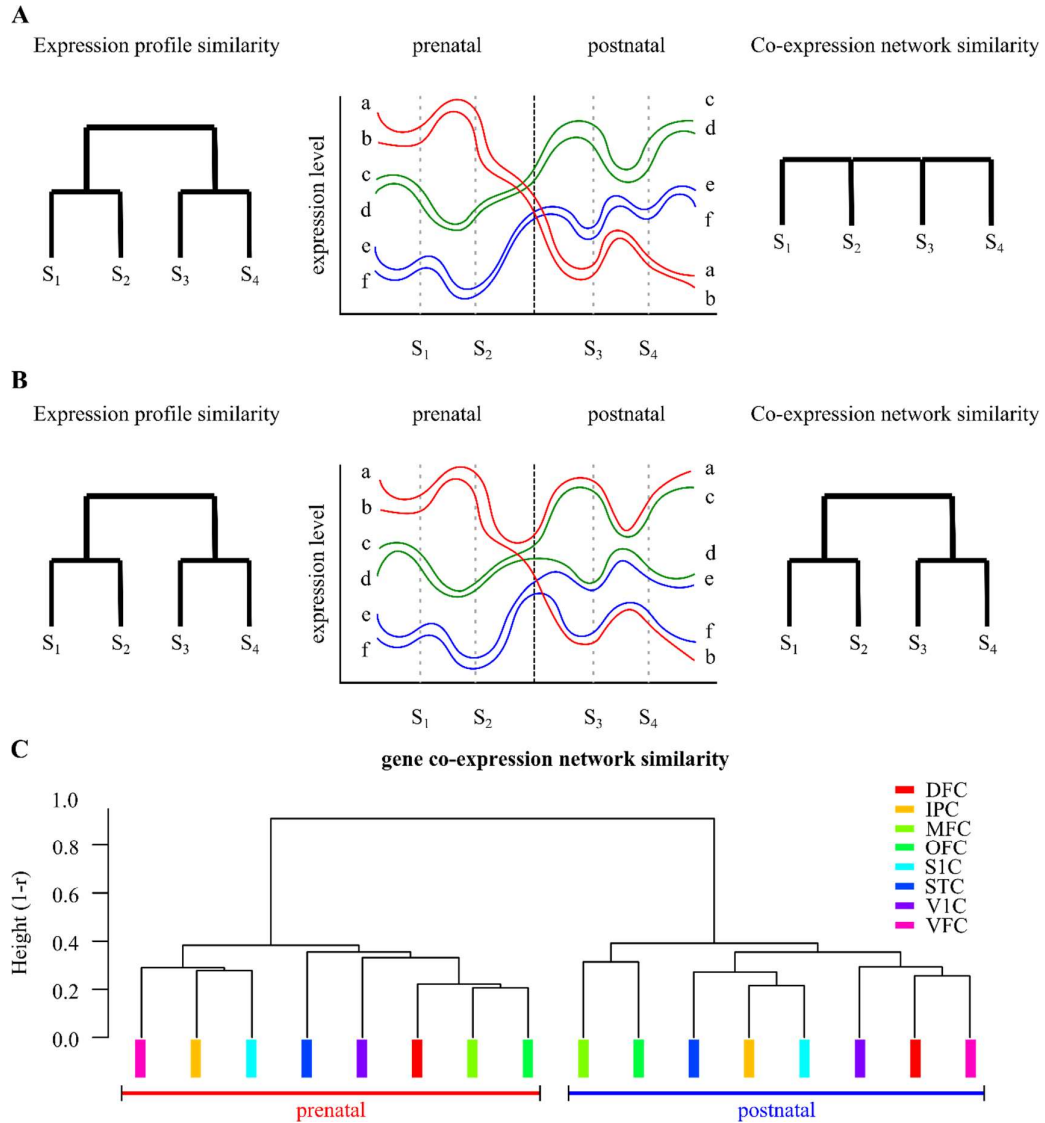 A
Expression profile similarity
prenatal
postnatal
Co-expression network similarity
S1 S2 S3 S4
expression level
a
b
c
d
e
f
c
d
e
f
a
b
S1 S2 S3 S4
S1 S2 S3 S4
B
Expression profile similarity
prenatal
postnatal
Co-expression network similarity
S1 S2 S3 S4
expression level
a
b
c
d
e
f
a
c
d
e
f
b
S1 S2 S3 S4
S1 S2 S3 S4
C
gene co-expression network similarity
Height (1-r)
1.0
0.8
0.6
0.4
0.2
0.0
DFC
IPC
MFC
OFC
S1C
STC
V1C
VFC
prenatal
postnatal